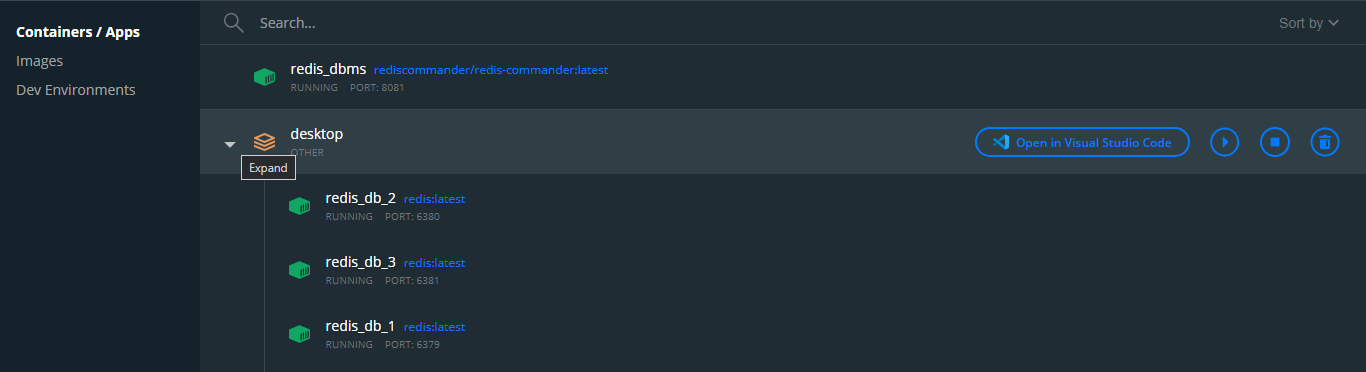 Containers / Apps
Images
Dev Environments
Search...
Sort by
redis_dbms rediscommander/redis-commander:latest
RUNNING PORT: 8081
desktop
OTHER
Open in Visual Studio Code
Expand
redis_db_2 redis:latest
RUNNING PORT: 6380
redis_db_3 redis:latest
RUNNING PORT: 6381
redis_db_1 redis:latest
RUNNING PORT: 6379